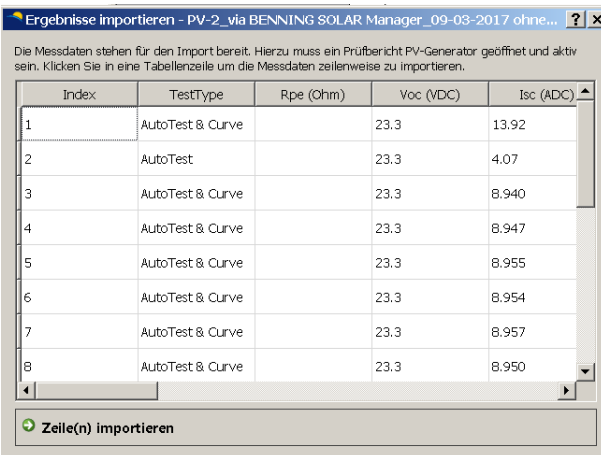 Ergebnisse importieren - PV-2_via BENNING SOLAR Manager_09-03-2017 ohne...
Die Messdaten stehen für den Import bereit. Hierzu muss ein Prüfbericht PV-Generator geöffnet und aktiv
sein. Klicken Sie in eine Tabellenzeile um die Messdaten zeilenweise zu importieren.
Index TestType Rpe (Ohm) Voc (VDC) Isc (ADC)
1 AutoTest & Curve 23.3 13.92
2 AutoTest 23.3 4.07
3 AutoTest & Curve 23.3 8.940
4 AutoTest & Curve 23.3 8.947
5 AutoTest & Curve 23.3 8.955
6 AutoTest & Curve 23.3 8.954
7 AutoTest & Curve 23.3 8.957
8 AutoTest & Curve 23.3 8.950
Zeile(n) importieren